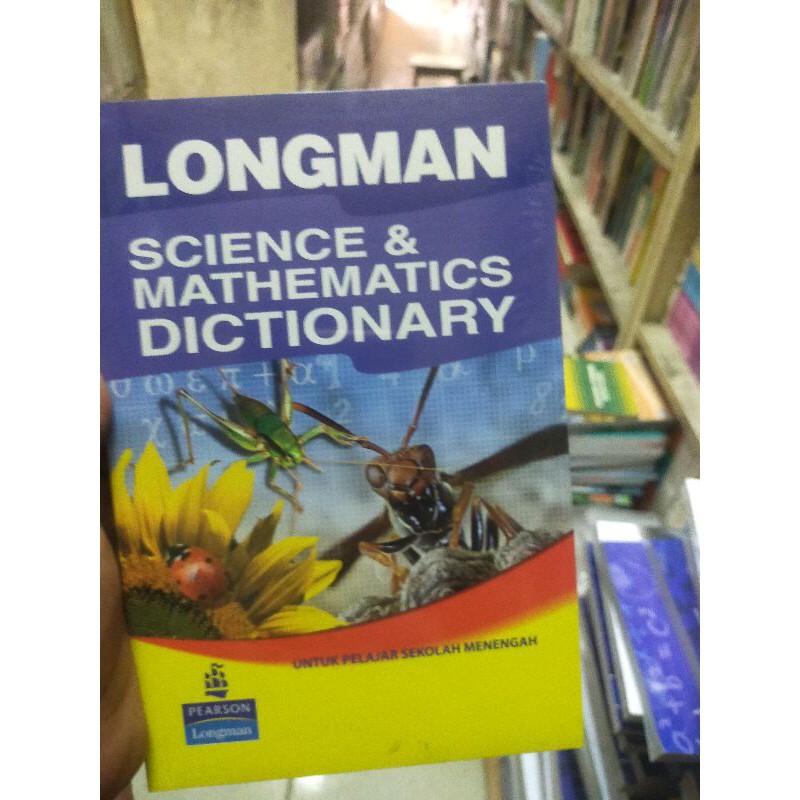 LONGMAN
SCIENCE &
MATHEMATICS
DICTIONARY
UNTUK PELAJAR SEKOLAH MENENGAH
PEARSON
Longman